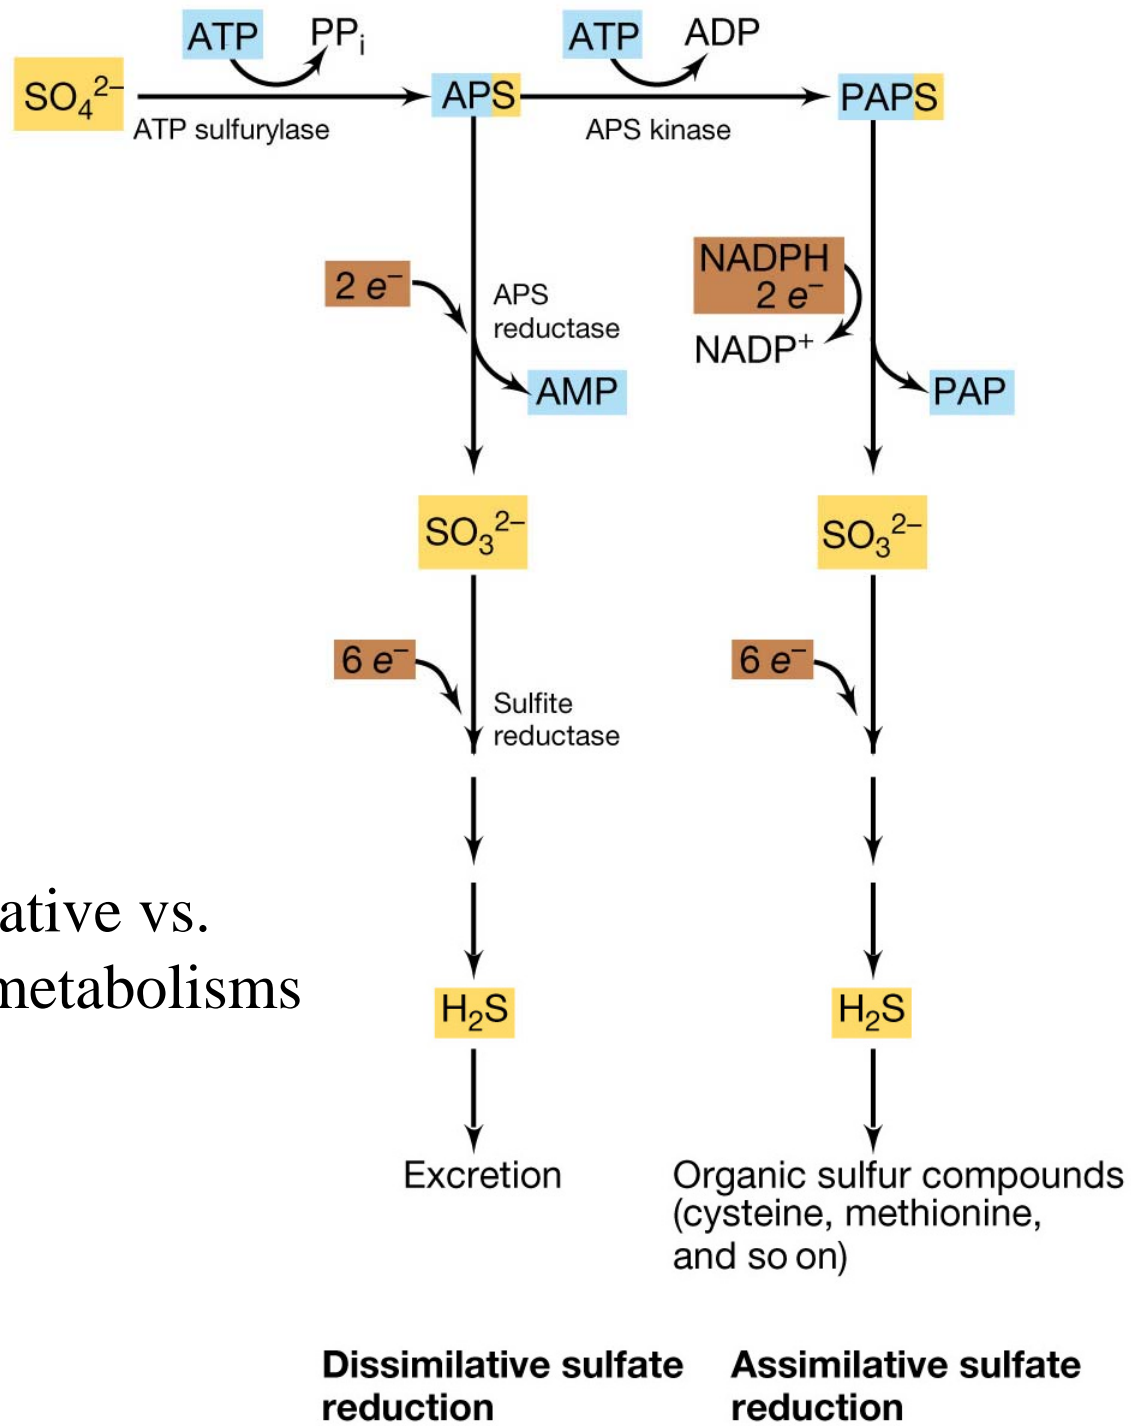 ATP PPi ATP ADP
SO4 2– APS PAPS
ATP sulfurylase APS kinase
2 e– APS reductase
NADPH
2 e–
NADP+
AMP PAP
SO3 2– SO3 2–
6 e– 6 e–
Sulfite
reductase
ative vs.
metabolisms
H2S H2S
Excretion
Organic sulfur compounds
(cysteine, methionine,
and so on)
Dissimilative sulfate
reduction
Assimilative sulfate
reduction